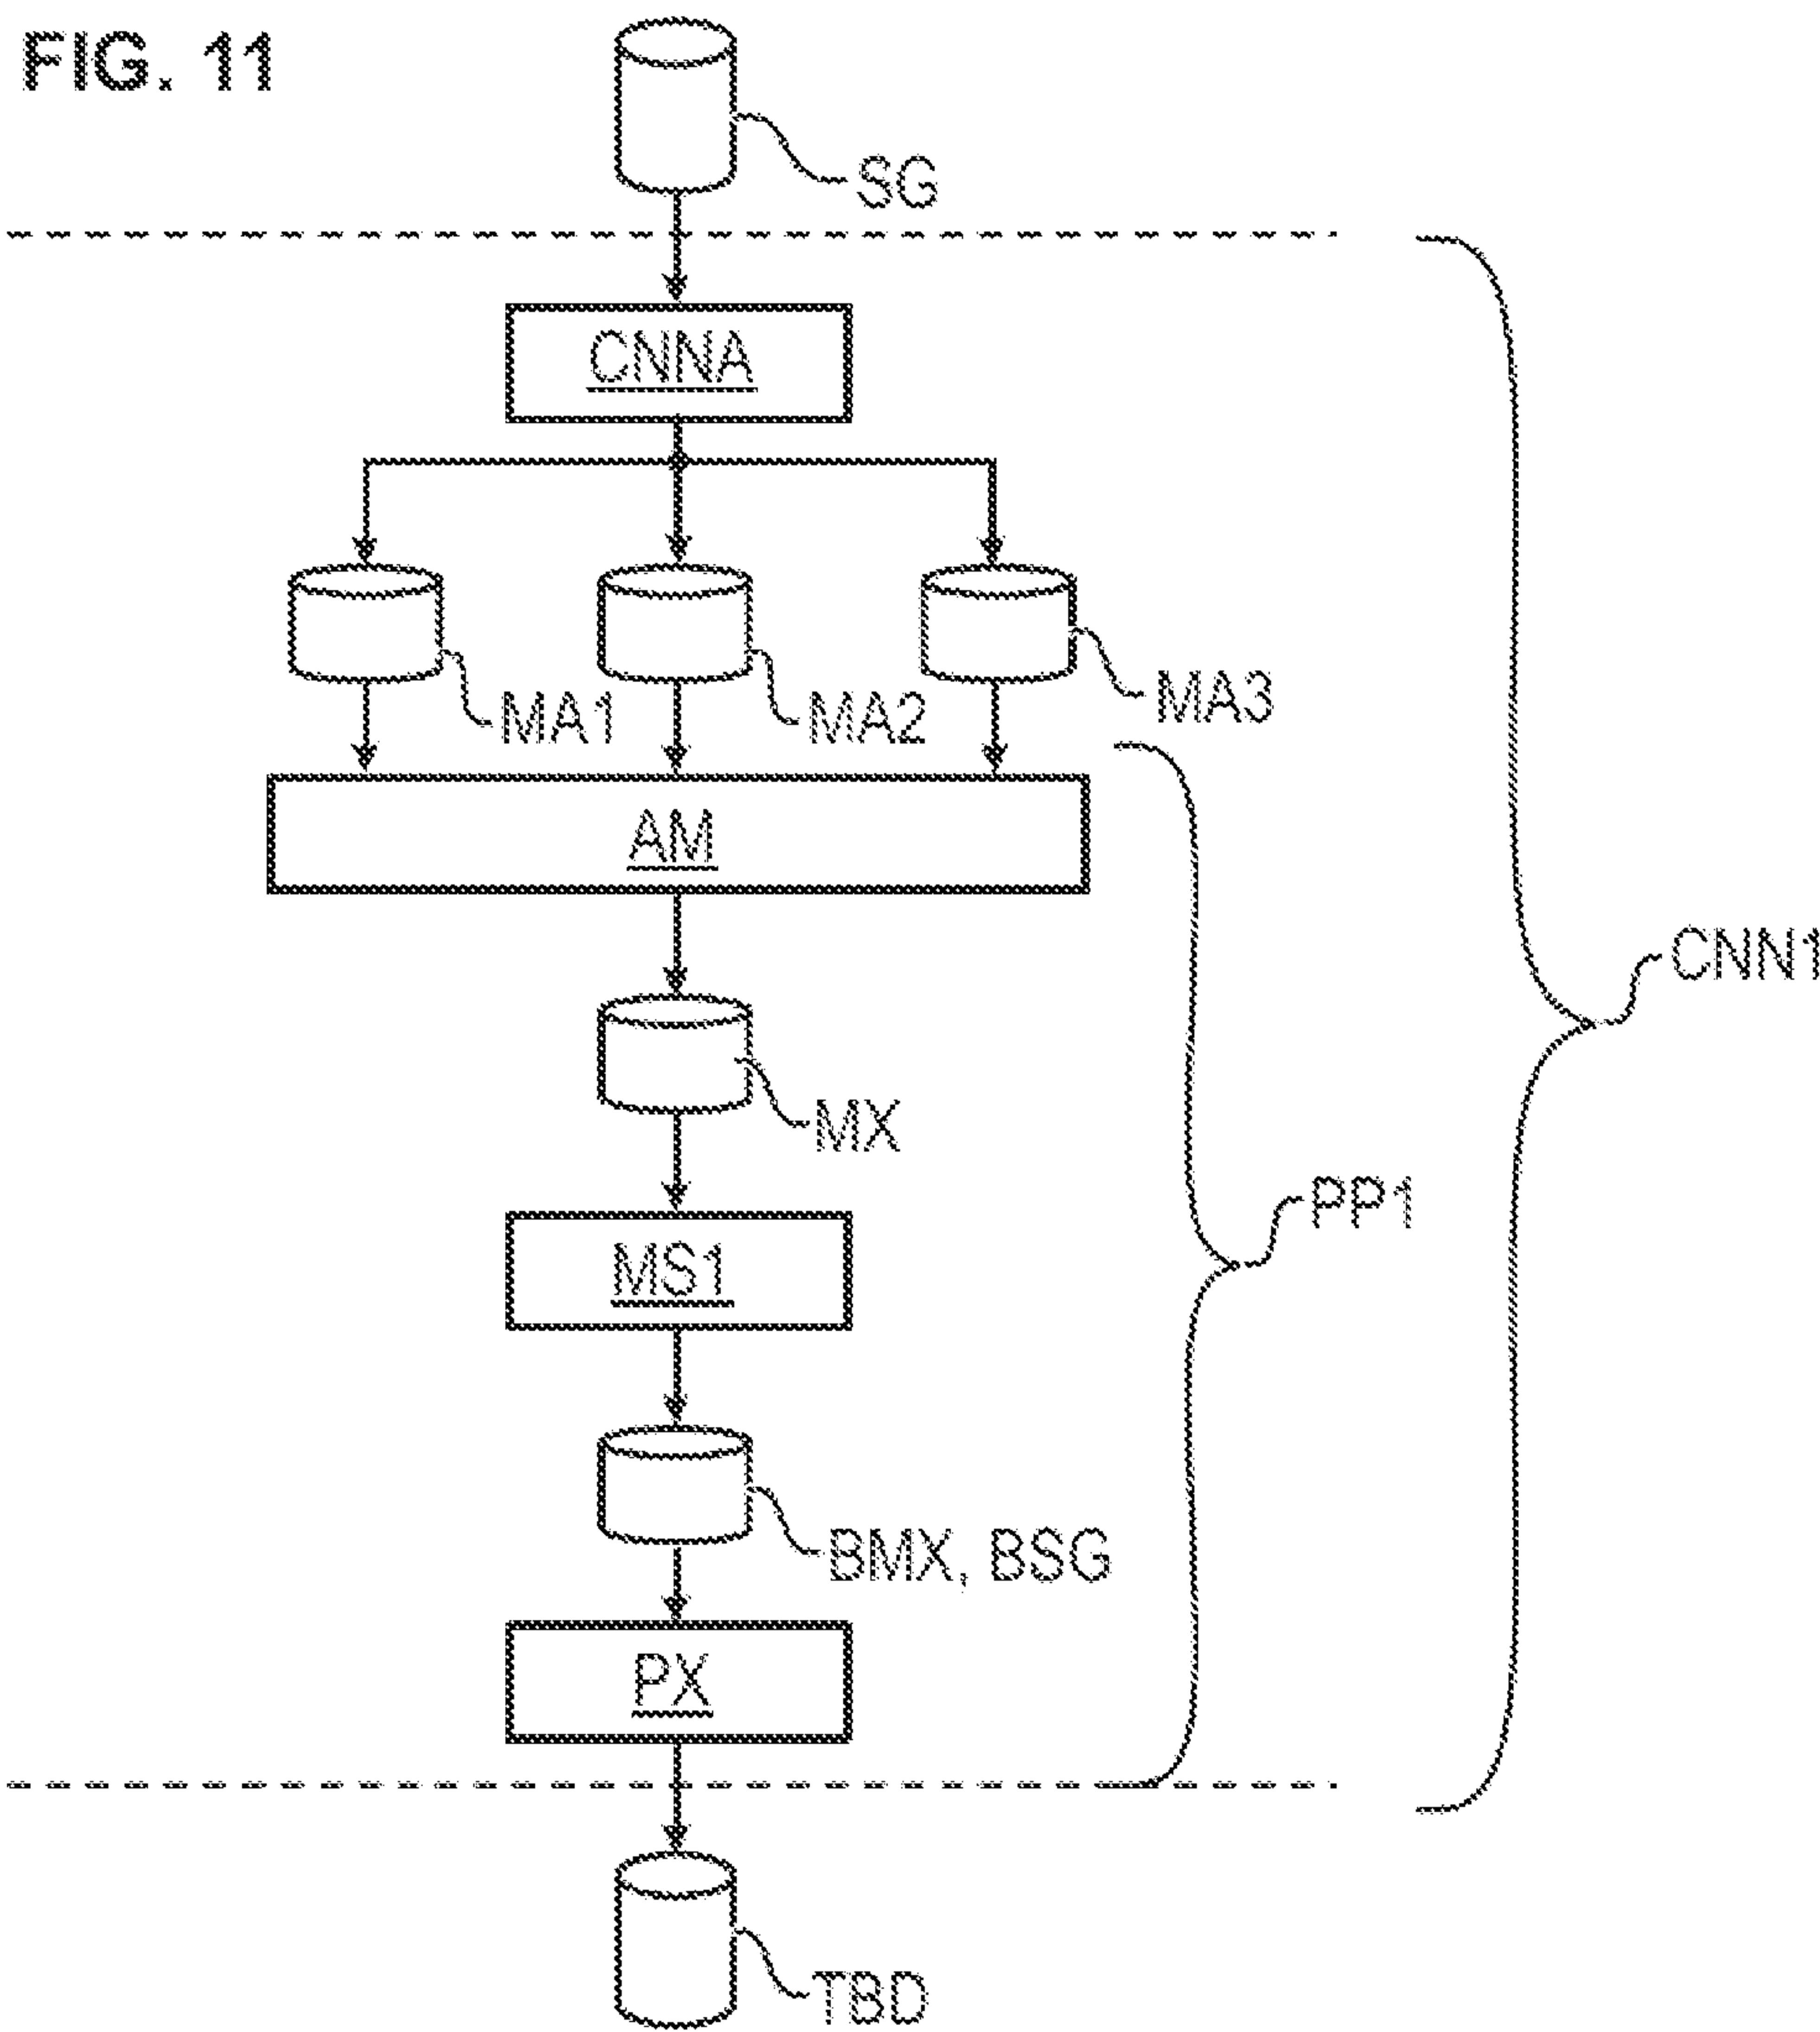 FIG. 11
SG
CNNA
MA1
MA2
MA3
AM
CNN1
MX
PP1
MS1
BMX, BSG
PX
TBD